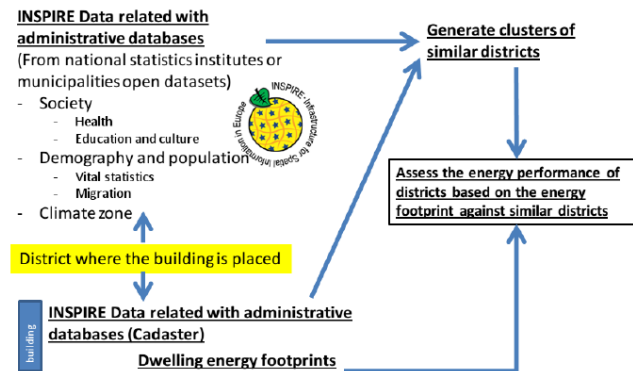 INSPIRE Data related with
administrative databases
(From national statistics institutes or
municipalities open datasets)
- Society
- Health
- Education and culture
- Demography and population
- Vital statistics
- Migration
- Climate zone
INSPIRE·Infrastructure for Spatial Information in Europe
Generate clusters of
similar districts
Assess the energy performance of
districts based on the energy
footprint against similar districts
District where the building is placed
building
INSPIRE Data related with administrative
databases (Cadaster)
Dwelling energy footprints